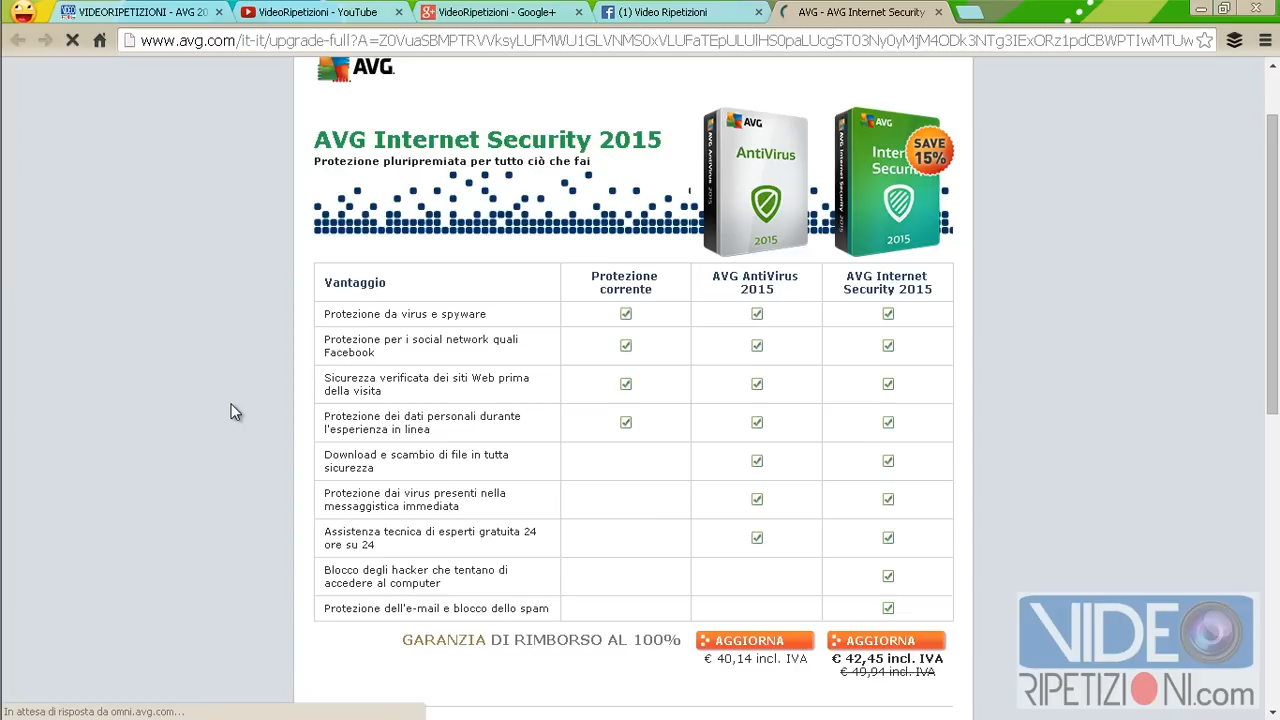 VIDEORIPETIZIONI - AVG 20
VideoRipetizioni - YouTube
VideoRipetizioni - Google+
(1) Video Ripetizioni
AVG - AVG Internet Security
www.avg.com/it-it/upgrade-full?
AVG
AVG Internet Security 2015
Protezione pluripremiata per tutto ciò che fai
AVG
AntiVirus
2015
AVG AntiVirus 2015
AVG
Internet Security
2015
SAVE
15%
Vantaggio
Protezione corrente
AVG AntiVirus 2015
AVG Internet Security 2015
Protezione da virus e spyware
Protezione per i social network quali
Facebook
Sicurezza verificata dei siti Web prima
della visita
Protezione dei dati personali durante
l'esperienza in linea
Download e scambio di file in tutta
sicurezza
Protezione dai virus presenti nella
messaggistica immediata
Assistenza tecnica di esperti gratuita 24
ore su 24
Blocco degli hacker che tentano di
accedere al computer
Protezione dell'e-mail e blocco dello spam
GARANZIA DI RIMBORSO AL 100%
AGGIORNA
€ 40,14 incl. IVA
AGGIORNA
€ 42,45 incl. IVA
€ 49,94 incl. IVA
In attesa di risposta da omni.avg.com...
VIDEO
RIPETIZIONI.com